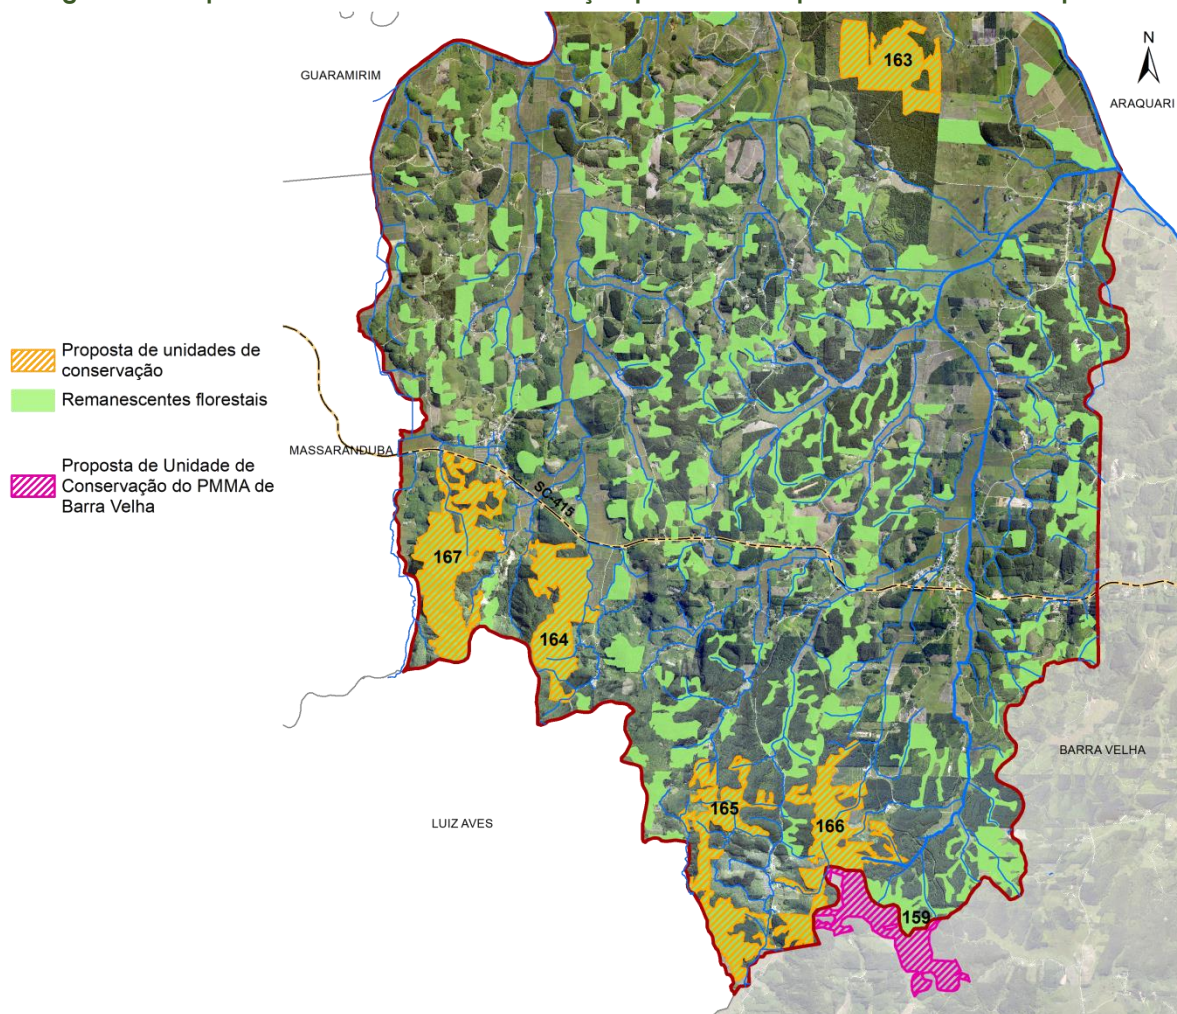 N
GUARAMIRIM
163
ARAQUARI
Proposta de unidades de
conservação
Remanescentes florestais
MASSARANDUBA
Proposta de Unidade de
Conservação do PMMA de
Barra Velha
SC-415
167
164
BARRA VELHA
165
LUIZ AVES
166
159